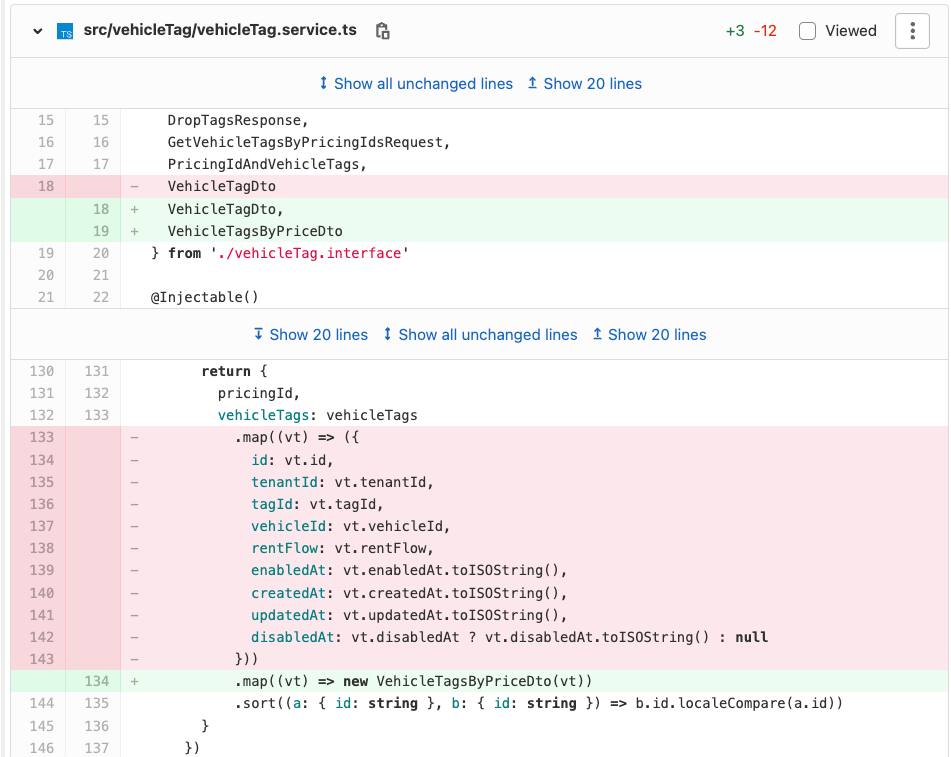 TS src/vehicleTag/vehicleTag.service.ts +3 -12 Viewed
Show all unchanged lines Show 20 lines
15 15 DropTagsResponse,
16 16 GetVehicleTagsByPricingIdsRequest,
17 17 PricingIdAndVehicleTags,
18 - VehicleTagDto
18 + VehicleTagDto,
19 + VehicleTagsByPriceDto
19 20 } from './vehicleTag.interface'
20 21
21 22 @Injectable()
Show 20 lines Show all unchanged lines Show 20 lines
130 131 return {
131 132 pricingId,
132 133 vehicleTags: vehicleTags
133 - .map((vt) => ({
134 - id: vt.id,
135 - tenantId: vt.tenantId,
136 - tagId: vt.tagId,
137 - vehicleId: vt.vehicleId,
138 - rentFlow: vt.rentFlow,
139 - enabledAt: vt.enabledAt.toISOString(),
140 - createdAt: vt.createdAt.toISOString(),
141 - updatedAt: vt.updatedAt.toISOString(),
142 - disabledAt: vt.disabledAt ? vt.disabledAt.toISOString() : null
143 - }))
134 + .map((vt) => new VehicleTagsByPriceDto(vt))
144 135 .sort((a: { id: string }, b: { id: string }) => b.id.localeCompare(a.id))
145 136 }
146 137 })